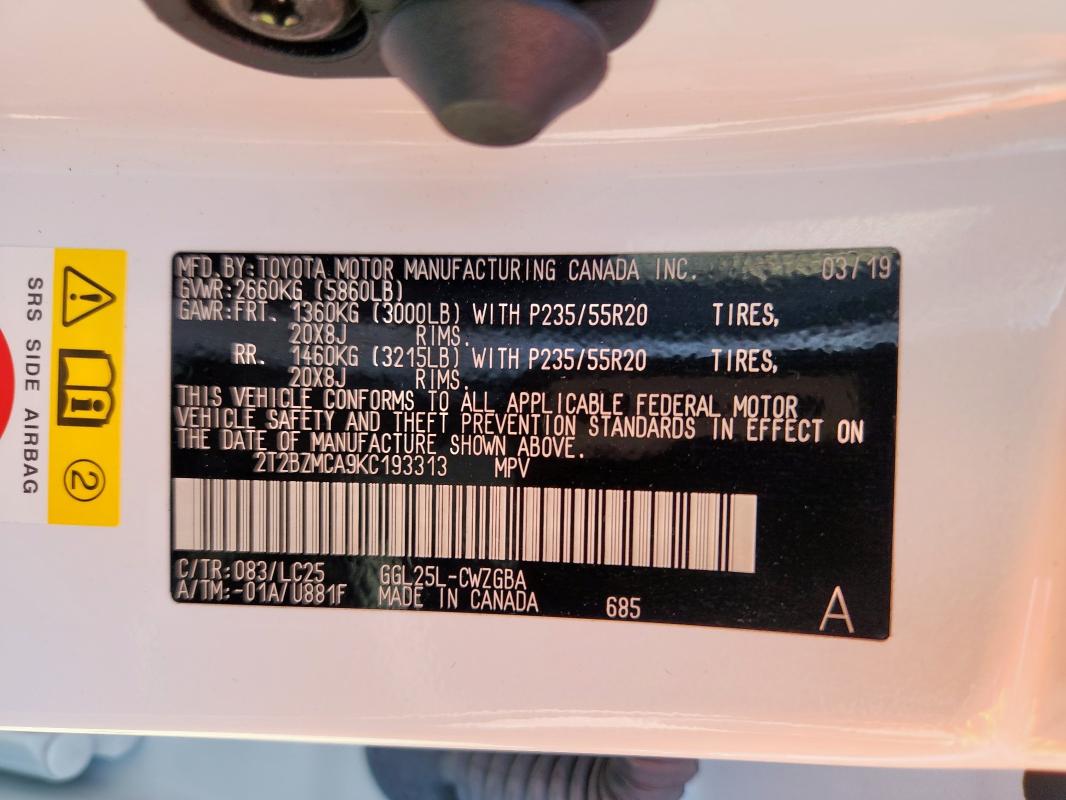 MFD.BY:TOYOTA MOTOR MANUFACTURING CANADA INC. 03/19
GVWR:2660KG (5860LB)
GAWR:FRT. 1360KG (3000LB) WITH P235/55R20 TIRES,
20X8J RIMS.
RR. 1460KG (3215LB) WITH P235/55R20 TIRES,
20X8J RIMS.
THIS VEHICLE CONFORMS TO ALL APPLICABLE FEDERAL MOTOR
VEHICLE SAFETY AND THEFT PREVENTION STANDARDS IN EFFECT ON
THE DATE OF MANUFACTURE SHOWN ABOVE.
2T2BZMCA9KC193313 MPV
C/TR:083/LC25 GGL25L-CWZGBA
A/TM:-01A/U881F MADE IN CANADA 685 A
SRS SIDE AIRBAG
2